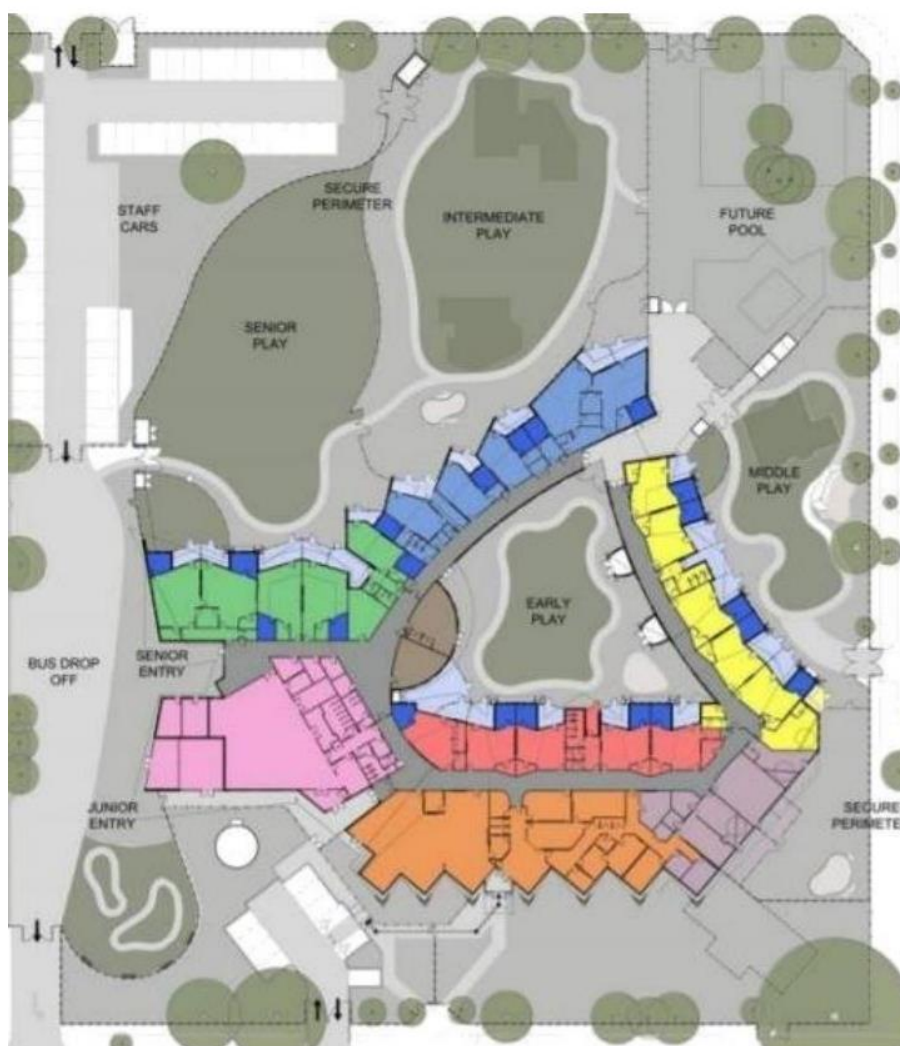 SECURE
PERIMETER
STAFF
CARS
INTERMEDIATE
PLAY
FUTURE
POOL
SENIOR
PLAY
MIDDLE
PLAY
EARLY
PLAY
BUS DROP
OFF
SENIOR
ENTRY
JUNIOR
ENTRY
SECURE
PERIMETE